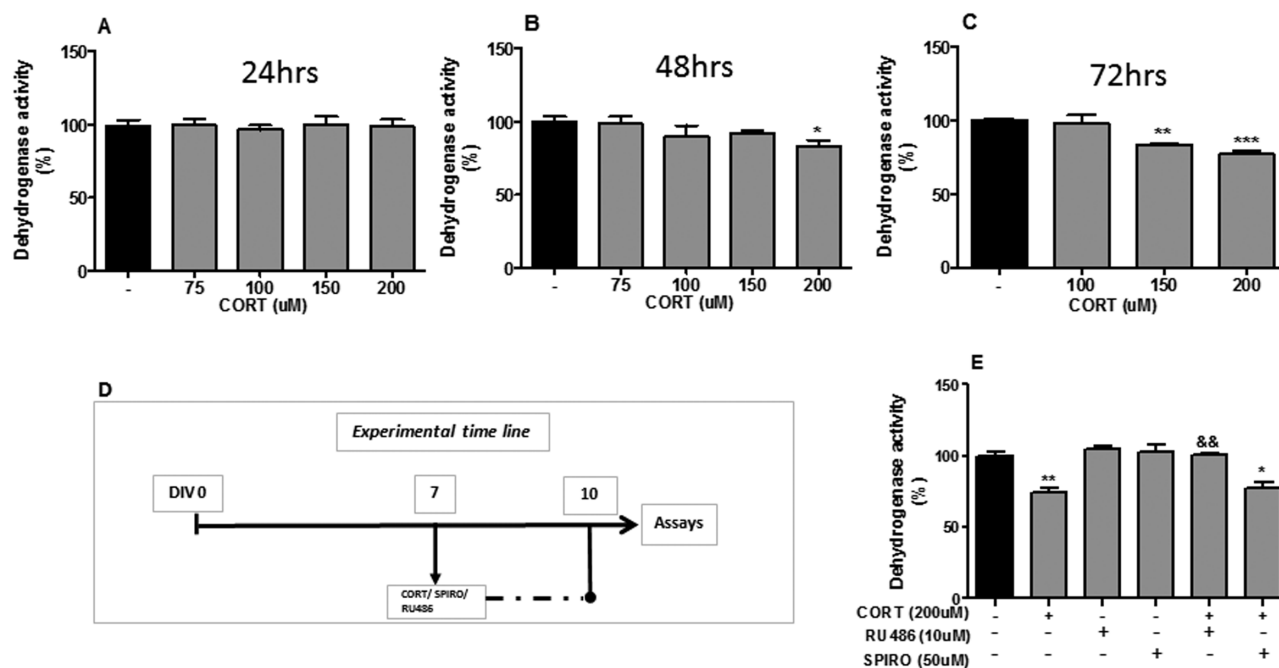 A
24hrs
Dehydrogenase activity
(%)
150
100
50
0
- 75 100 150 200
CORT (uM)
B
48hrs
Dehydrogenase activity
(%)
150
100
50
0
*
- 75 100 150 200
CORT (uM)
C
72hrs
Dehydrogenase activity
(%)
150
100
50
0
** ***
- 100 150 200
CORT (uM)
D
Experimental time line
DIV 0
7
10
Assays
CORT/ SPIRO/
RU486
E
Dehydrogenase activity
(%)
150
100
50
0
** && *
CORT (200uM) - + - - + +
RU 486 (10uM) - - + - + -
SPIRO (50uM) - - - + - +